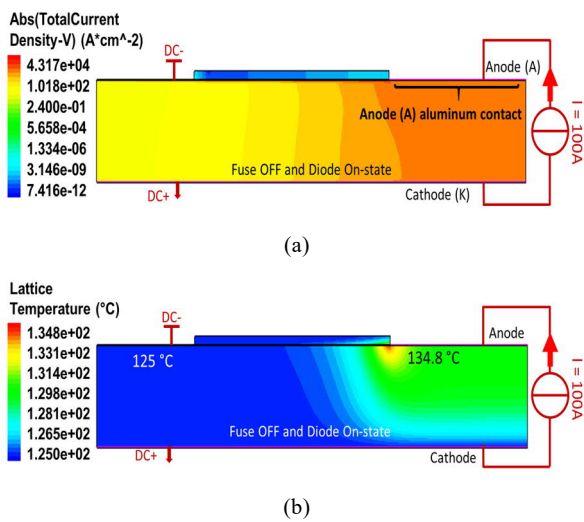 Abs(TotalCurrent
Density-V) (A*cm^-2)
4.317e+04
1.018e+02
2.400e-01
5.658e-04
1.334e-06
3.146e-09
7.416e-12
DC-
Anode (A)
Anode (A) aluminum contact
I = 100A
Fuse OFF and Diode On-state
Cathode (K)
DC+
(a)
Lattice
Temperature (°C)
1.348e+02
1.331e+02
1.314e+02
1.298e+02
1.281e+02
1.265e+02
1.250e+02
DC-
Anode
125 °C
134.8 °C
I = 100A
Fuse OFF and Diode On-state
Cathode
DC+
(b)